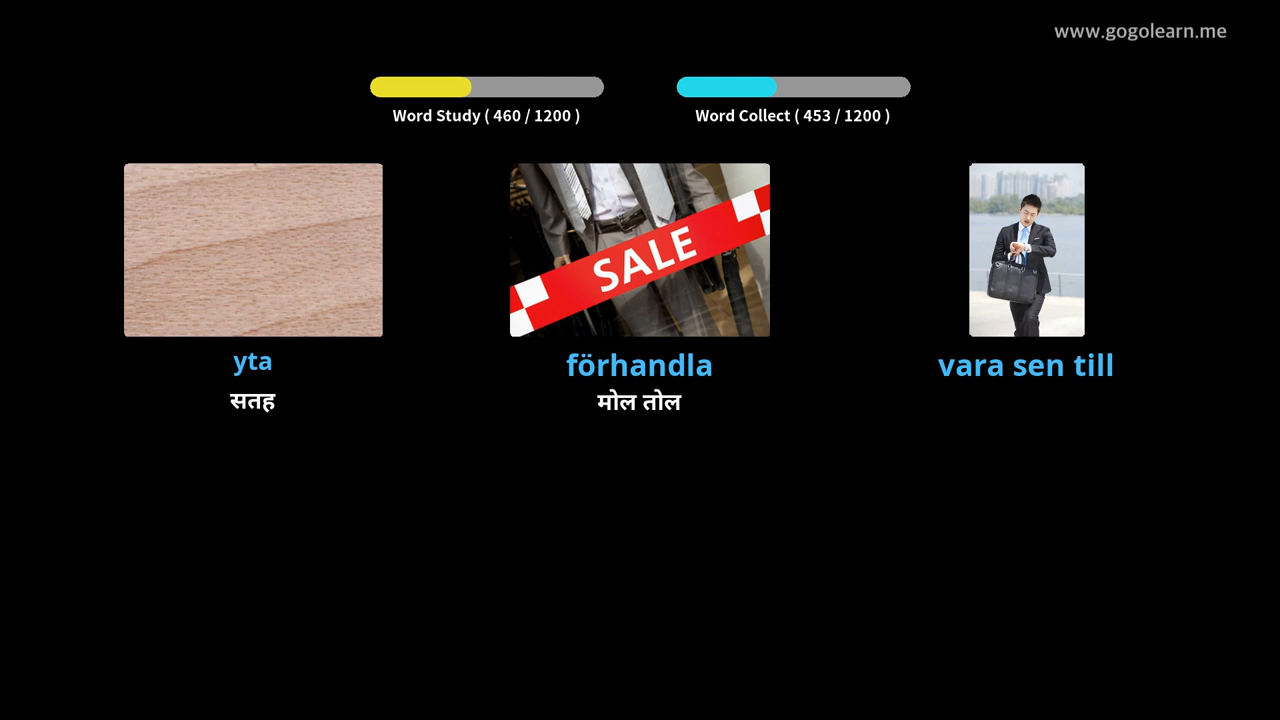 www.gogolearn.me
Word Study ( 460 / 1200 )
Word Collect ( 453 / 1200 )
SALE
yta
förhandla
vara sen till
सतह
मोल तोल